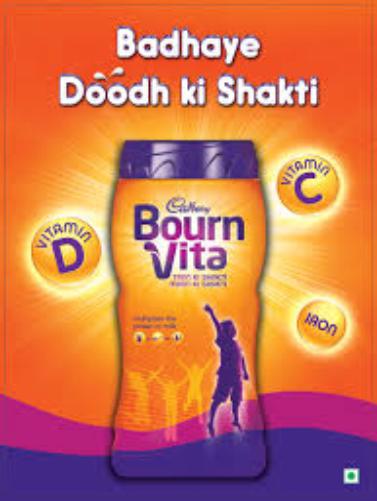 Badhaye
Doodh ki Shakti
VITAMIN
C
Cadbury
Bourn
Vita
VITAMIN
D
IRON